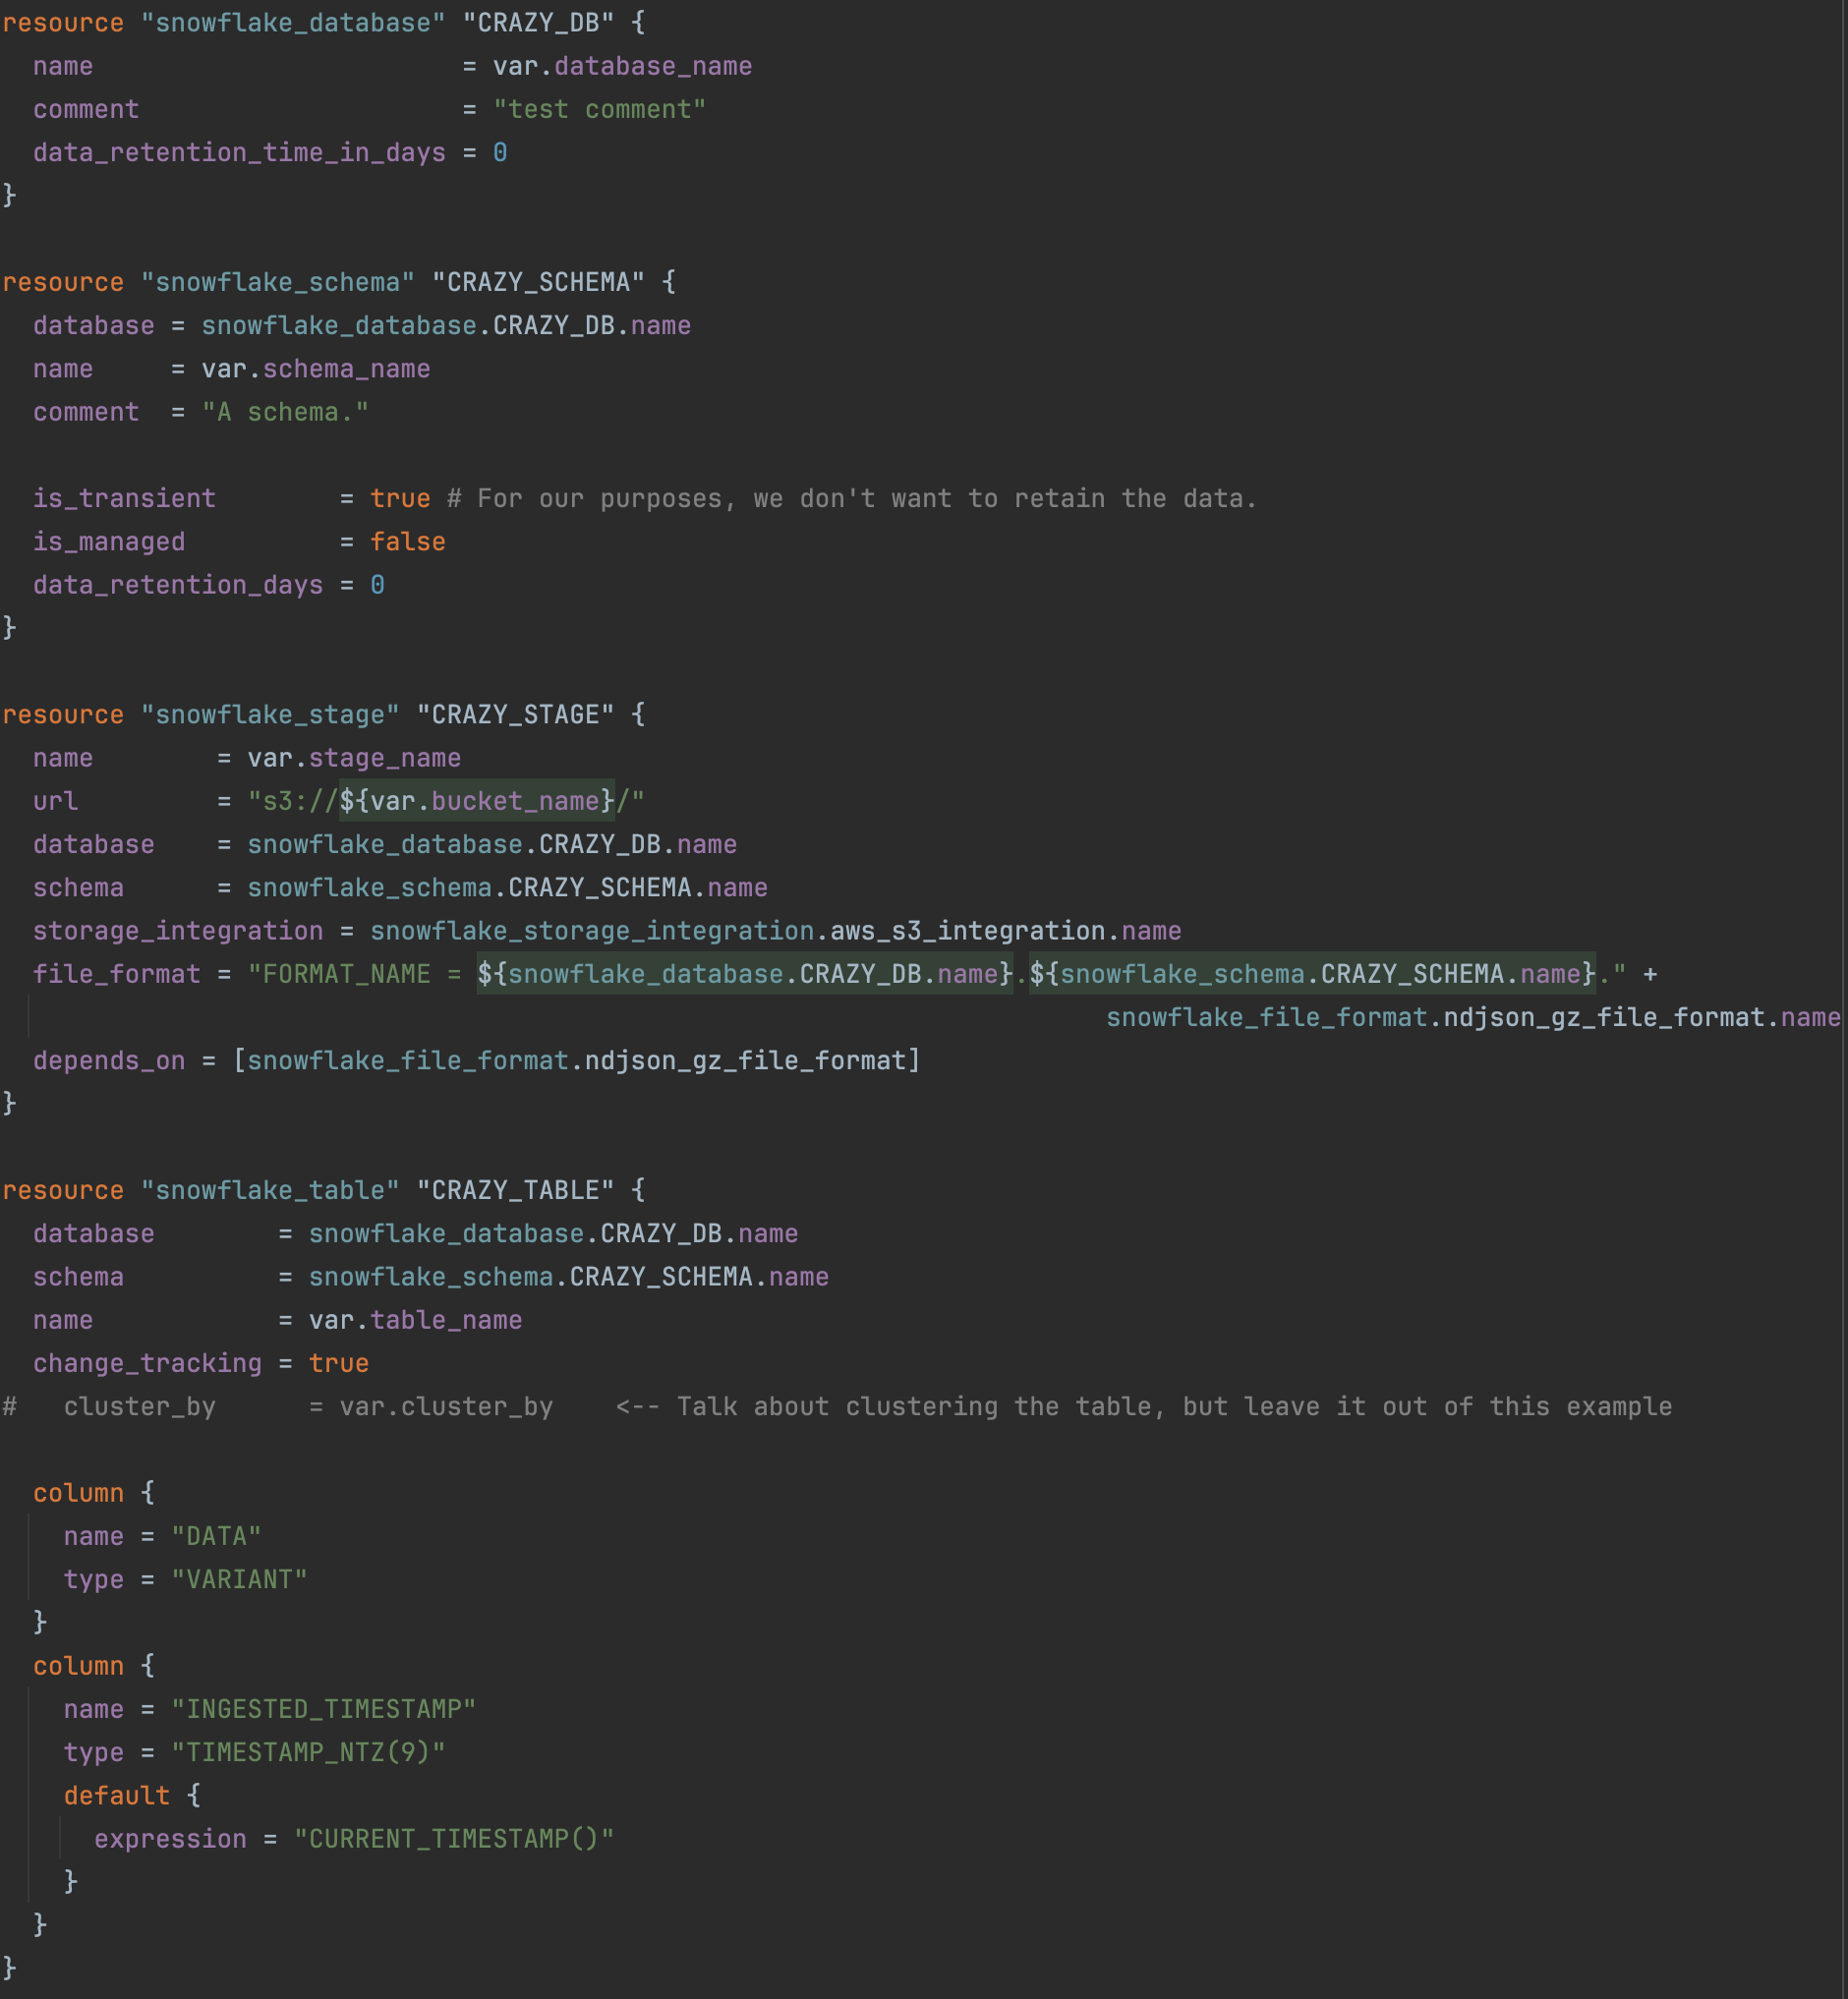 resource "snowflake_database" "CRAZY_DB" {
  name                        = var.database_name
  comment                     = "test comment"
  data_retention_time_in_days = 0
}

resource "snowflake_schema" "CRAZY_SCHEMA" {
  database = snowflake_database.CRAZY_DB.name
  name     = var.schema_name
  comment  = "A schema."

  is_transient        = true # For our purposes, we don't want to retain the data.
  is_managed          = false
  data_retention_days = 0
}

resource "snowflake_stage" "CRAZY_STAGE" {
  name        = var.stage_name
  url         = "s3://${var.bucket_name}/"
  database    = snowflake_database.CRAZY_DB.name
  schema      = snowflake_schema.CRAZY_SCHEMA.name
  storage_integration = snowflake_storage_integration.aws_s3_integration.name
  file_format = "FORMAT_NAME = ${snowflake_database.CRAZY_DB.name}.${snowflake_schema.CRAZY_SCHEMA.name}." +
                                                                        snowflake_file_format.ndjson_gz_file_format.name
  depends_on = [snowflake_file_format.ndjson_gz_file_format]
}

resource "snowflake_table" "CRAZY_TABLE" {
  database        = snowflake_database.CRAZY_DB.name
  schema          = snowflake_schema.CRAZY_SCHEMA.name
  name            = var.table_name
  change_tracking = true
#   cluster_by      = var.cluster_by    <-- Talk about clustering the table, but leave it out of this example

  column {
    name = "DATA"
    type = "VARIANT"
  }
  column {
    name = "INGESTED_TIMESTAMP"
    type = "TIMESTAMP_NTZ(9)"
    default {
      expression = "CURRENT_TIMESTAMP()"
    }
  }
}